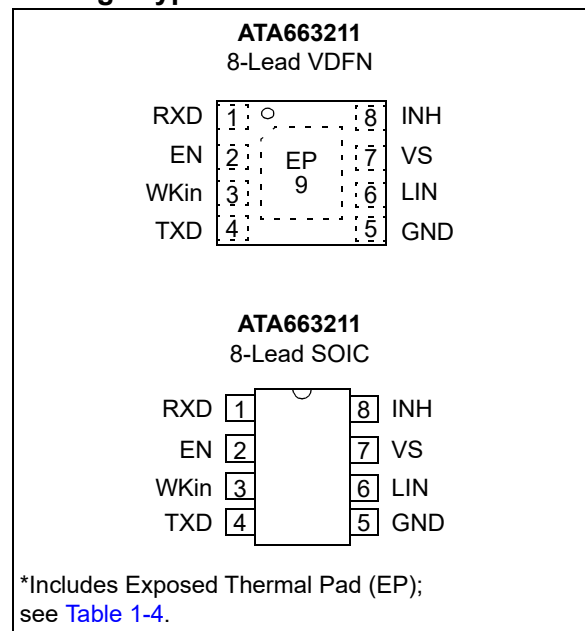 ATA663211
8-Lead VDFN
RXD 1 8 INH
EN 2 EP 7 VS
WKin 3 9 6 LIN
TXD 4 5 GND
ATA663211
8-Lead SOIC
RXD 1 8 INH
EN 2 7 VS
WKin 3 6 LIN
TXD 4 5 GND
*Includes Exposed Thermal Pad (EP);
see Table 1-4.